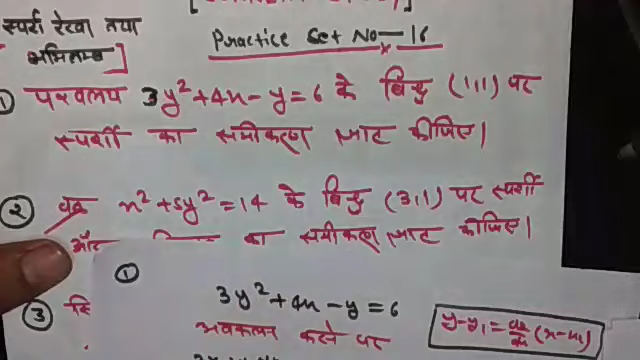 स्पर्श रेखा तथा
अभिलम्ब]
Practice Set No - 18
① परवलय 3y²+4x-y=6 के बिन्दु (1,1) पर
स्पर्शी का समीकरण ज्ञात कीजिए।
② वक्र x²+5y²=14 के बिन्दु (3,1) पर स्पर्शी
और का समीकरण ज्ञात कीजिए।
①
3y²+4x-y=6
③
अवकलन करने पर
y-y₁=dy/dx(x-x₁)